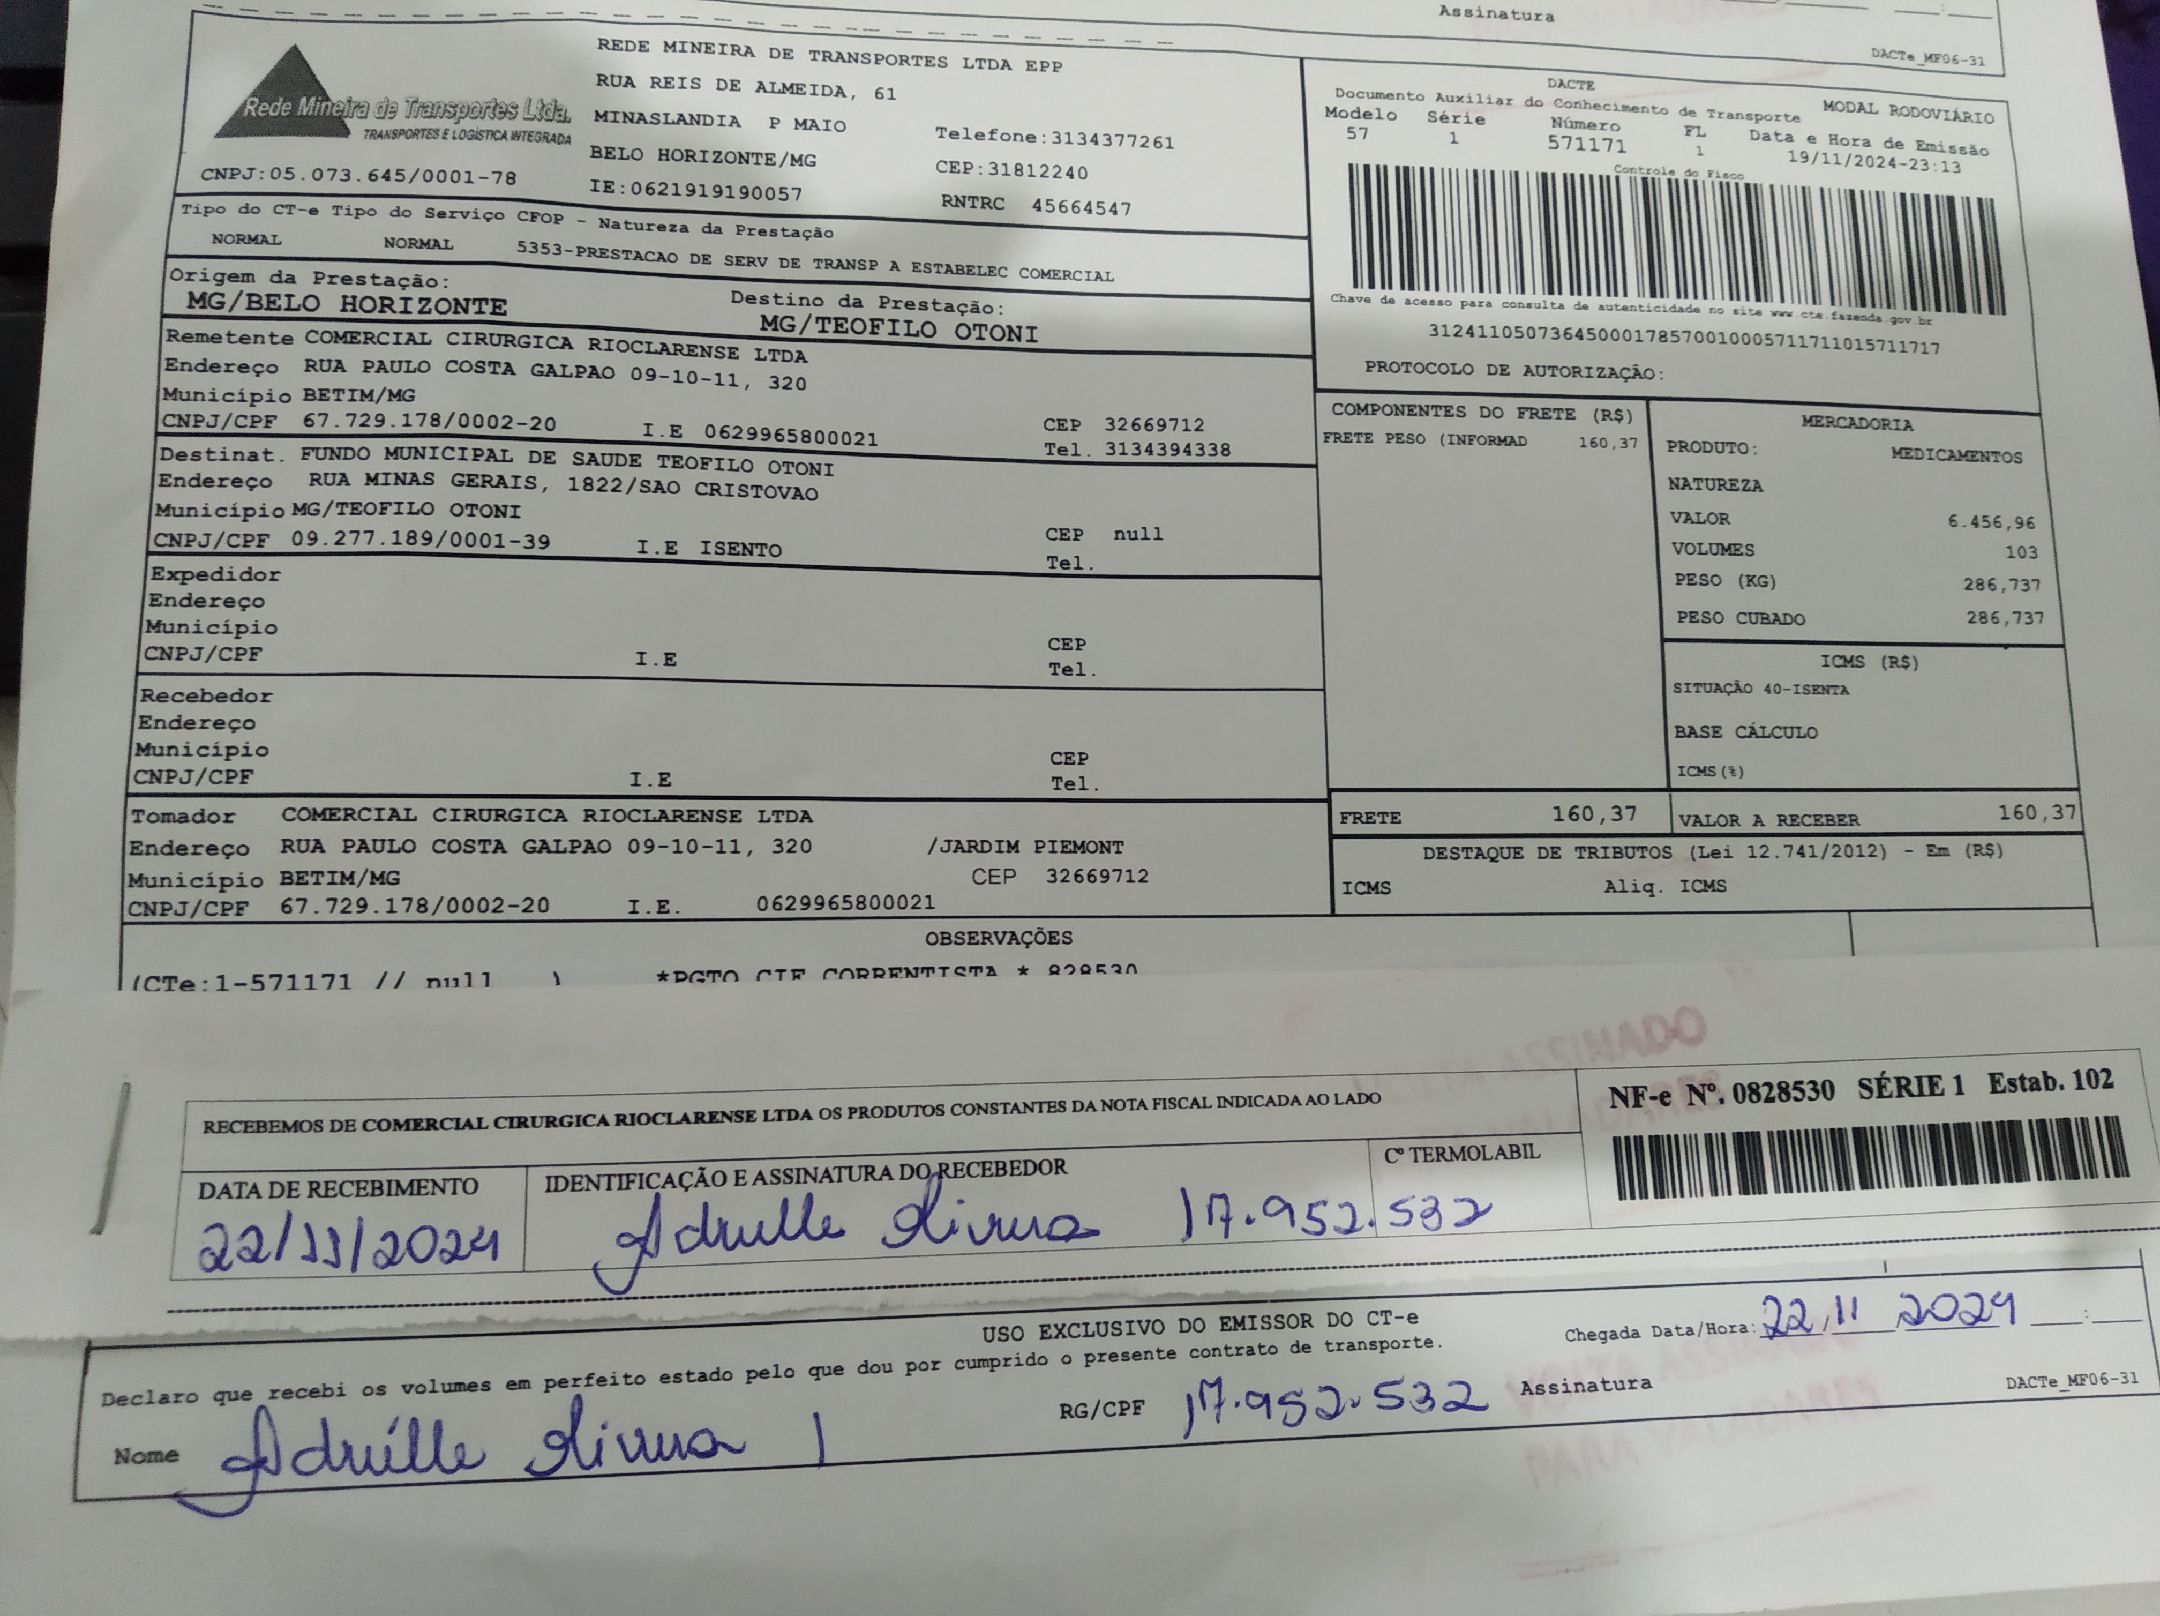 Assinatura
DACTe_MF06-31
Rede Mineira de Transportes Ltda.
TRANSPORTES E LOGÍSTICA INTEGRADA
CNPJ:05.073.645/0001-78
REDE MINEIRA DE TRANSPORTES LTDA EPP
RUA REIS DE ALMEIDA, 61
MINASLANDIA P MAIO Telefone:3134377261
BELO HORIZONTE/MG CEP:31812240
IE:0621919190057 RNTRC 45664547
DACTE
Documento Auxiliar do Conhecimento de Transporte MODAL RODOVIÁRIO
Modelo Série Número FL Data e Hora de Emissão
57 1 571171 1 19/11/2024-23:13
Controle do Fisco
Chave de acesso para consulta de autenticidade no site www.cte.fazenda.gov.br
31241105073645000178570010005711711015711717
PROTOCOLO DE AUTORIZAÇÃO:
Tipo do CT-e Tipo do Serviço CFOP - Natureza da Prestação
NORMAL NORMAL 5353-PRESTACAO DE SERV DE TRANSP A ESTABELEC COMERCIAL
Origem da Prestação: Destino da Prestação:
MG/BELO HORIZONTE MG/TEOFILO OTONI
Remetente COMERCIAL CIRURGICA RIOCLARENSE LTDA
Endereço RUA PAULO COSTA GALPAO 09-10-11, 320
Município BETIM/MG CEP 32669712
CNPJ/CPF 67.729.178/0002-20 I.E 0629965800021 Tel. 3134394338
Destinat. FUNDO MUNICIPAL DE SAUDE TEOFILO OTONI
Endereço RUA MINAS GERAIS, 1822/SAO CRISTOVAO
Município MG/TEOFILO OTONI CEP null
CNPJ/CPF 09.277.189/0001-39 I.E ISENTO Tel.
Expedidor
Endereço
Município CEP
CNPJ/CPF I.E Tel.
Recebedor
Endereço
Município CEP
CNPJ/CPF I.E Tel.
Tomador COMERCIAL CIRURGICA RIOCLARENSE LTDA
Endereço RUA PAULO COSTA GALPAO 09-10-11, 320 /JARDIM PIEMONT
Município BETIM/MG CEP 32669712
CNPJ/CPF 67.729.178/0002-20 I.E. 0629965800021
COMPONENTES DO FRETE (R$)
FRETE PESO (INFORMAD 160,37
MERCADORIA
PRODUTO: MEDICAMENTOS
NATUREZA
VALOR 6.456,96
VOLUMES 103
PESO (KG) 286,737
PESO CUBADO 286,737
ICMS (R$)
SITUAÇÃO 40-ISENTA
BASE CÁLCULO
ICMS(%)
FRETE 160,37 VALOR A RECEBER 160,37
DESTAQUE DE TRIBUTOS (Lei 12.741/2012) - Em (R$)
ICMS Aliq. ICMS
OBSERVAÇÕES
(CTe:1-571171 // null ) *PGTO CIF CORRENTISTA * 828530
RECEBEMOS DE COMERCIAL CIRURGICA RIOCLARENSE LTDA OS PRODUTOS CONSTANTES DA NOTA FISCAL INDICADA AO LADO
NF-e Nº. 0828530 SÉRIE 1 Estab. 102
DATA DE RECEBIMENTO IDENTIFICAÇÃO E ASSINATURA DO RECEBEDOR Cº TERMOLABIL
22/11/2024 17.952.532
USO EXCLUSIVO DO EMISSOR DO CT-e
Chegada Data/Hora: 22/11 2024 :
Declaro que recebi os volumes em perfeito estado pelo que dou por cumprido o presente contrato de transporte.
Nome RG/CPF 17.952.532 Assinatura
DACTe_MF06-31